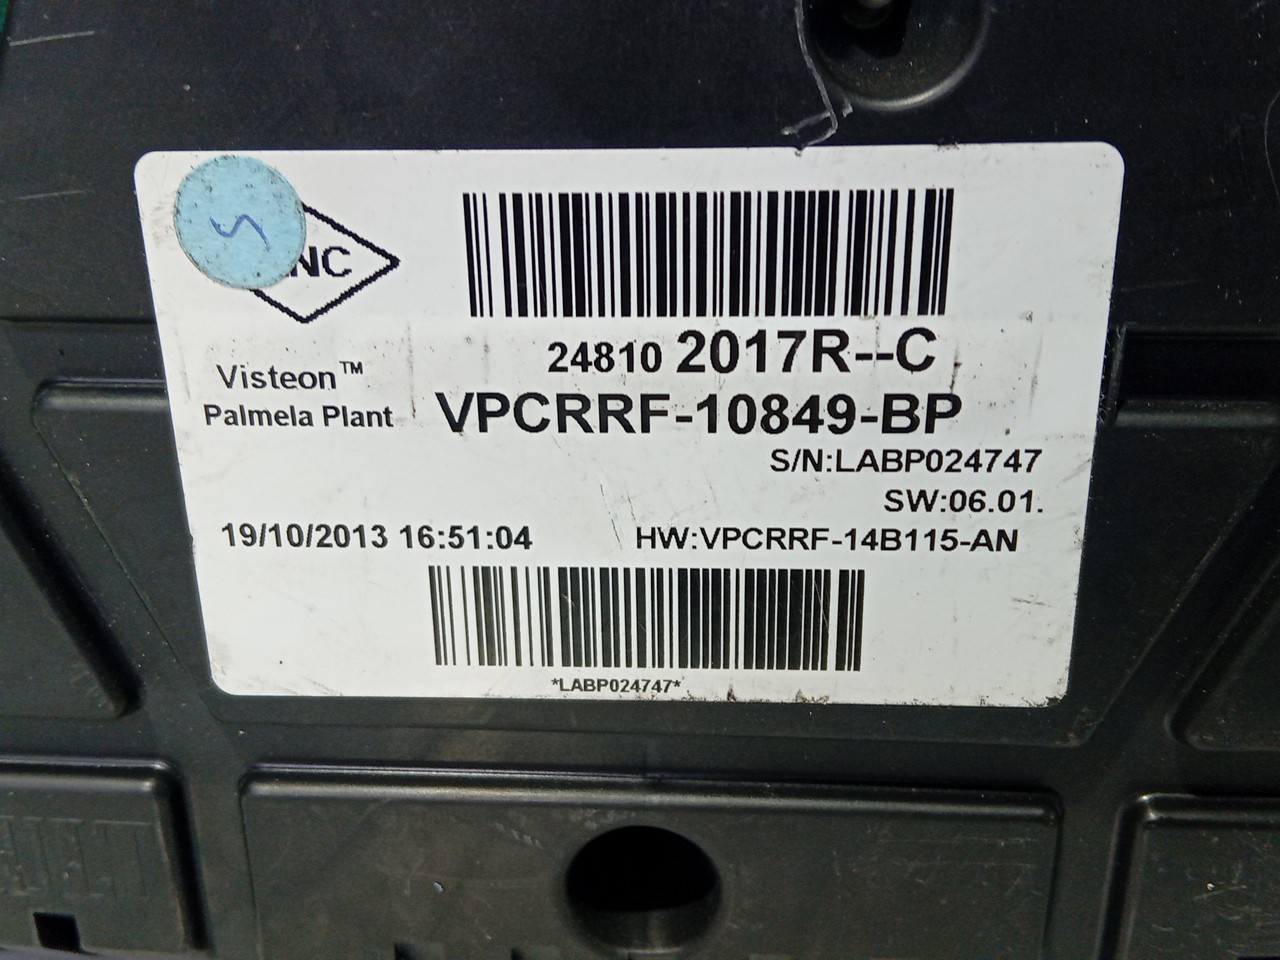 NC
24810 2017R--C
Visteon™
Palmela Plant
VPCRRF-10849-BP
S/N:LABP024747
SW:06.01.
19/10/2013 16:51:04
HW:VPCRRF-14B115-AN
*LABP024747*